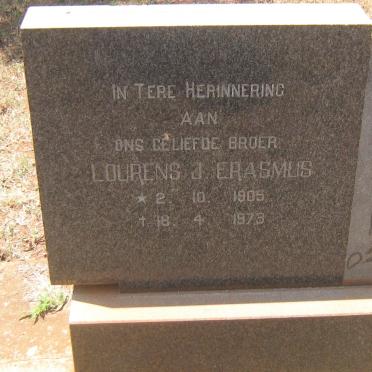 IN TERE HERINNERING
AAN
ONS GELIEFDE BROER
LOURENS J. ERASMUS
★ 2. 10. 1905
† 18. 4. 1973